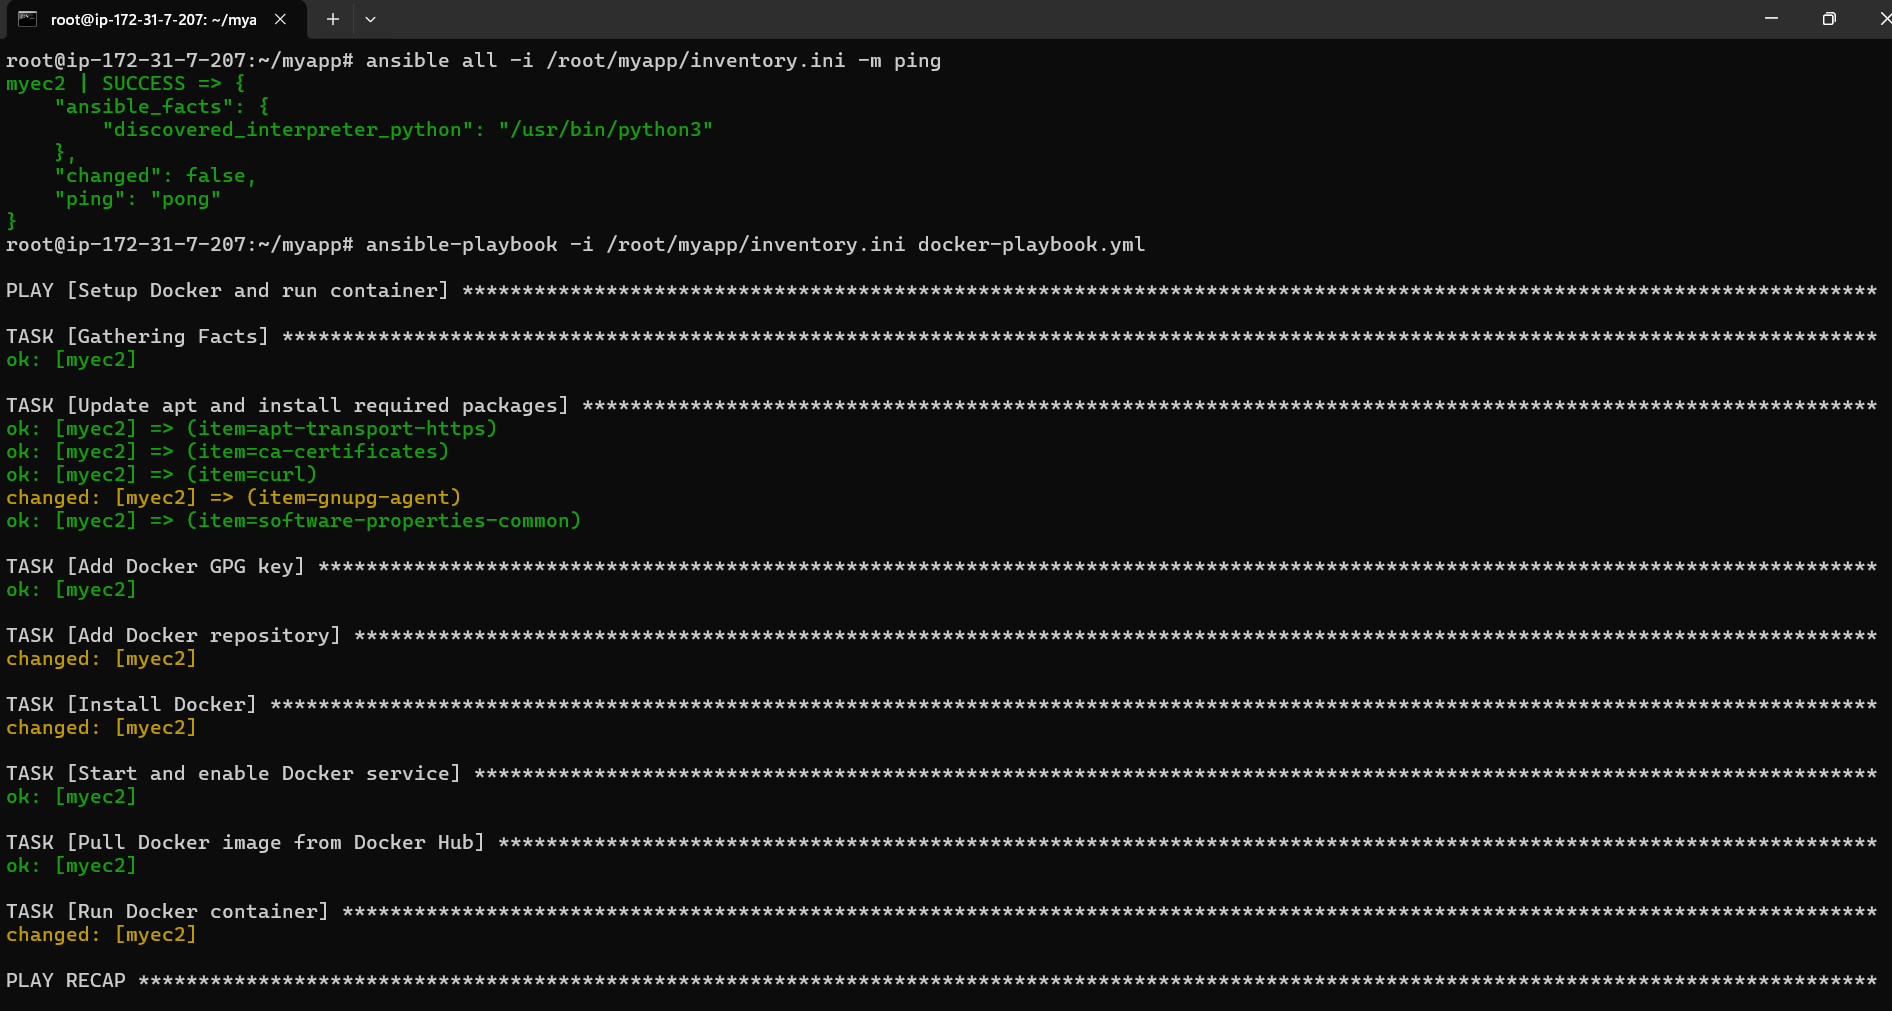 root@ip-172-31-7-207: ~/mya
root@ip-172-31-7-207:~/myapp# ansible all -i /root/myapp/inventory.ini -m ping
myec2 | SUCCESS => {
    "ansible_facts": {
        "discovered_interpreter_python": "/usr/bin/python3"
    },
    "changed": false,
    "ping": "pong"
}
root@ip-172-31-7-207:~/myapp# ansible-playbook -i /root/myapp/inventory.ini docker-playbook.yml
PLAY [Setup Docker and run container] **********************************************************************************************************************
TASK [Gathering Facts] *************************************************************************************************************************************
ok: [myec2]
TASK [Update apt and install required packages] ************************************************************************************************************
ok: [myec2] => (item=apt-transport-https)
ok: [myec2] => (item=ca-certificates)
ok: [myec2] => (item=curl)
changed: [myec2] => (item=gnupg-agent)
ok: [myec2] => (item=software-properties-common)
TASK [Add Docker GPG key] **********************************************************************************************************************************
ok: [myec2]
TASK [Add Docker repository] *******************************************************************************************************************************
changed: [myec2]
TASK [Install Docker] **************************************************************************************************************************************
changed: [myec2]
TASK [Start and enable Docker service] *********************************************************************************************************************
ok: [myec2]
TASK [Pull Docker image from Docker Hub] *******************************************************************************************************************
ok: [myec2]
TASK [Run Docker container] ********************************************************************************************************************************
changed: [myec2]
PLAY RECAP *************************************************************************************************************************************************